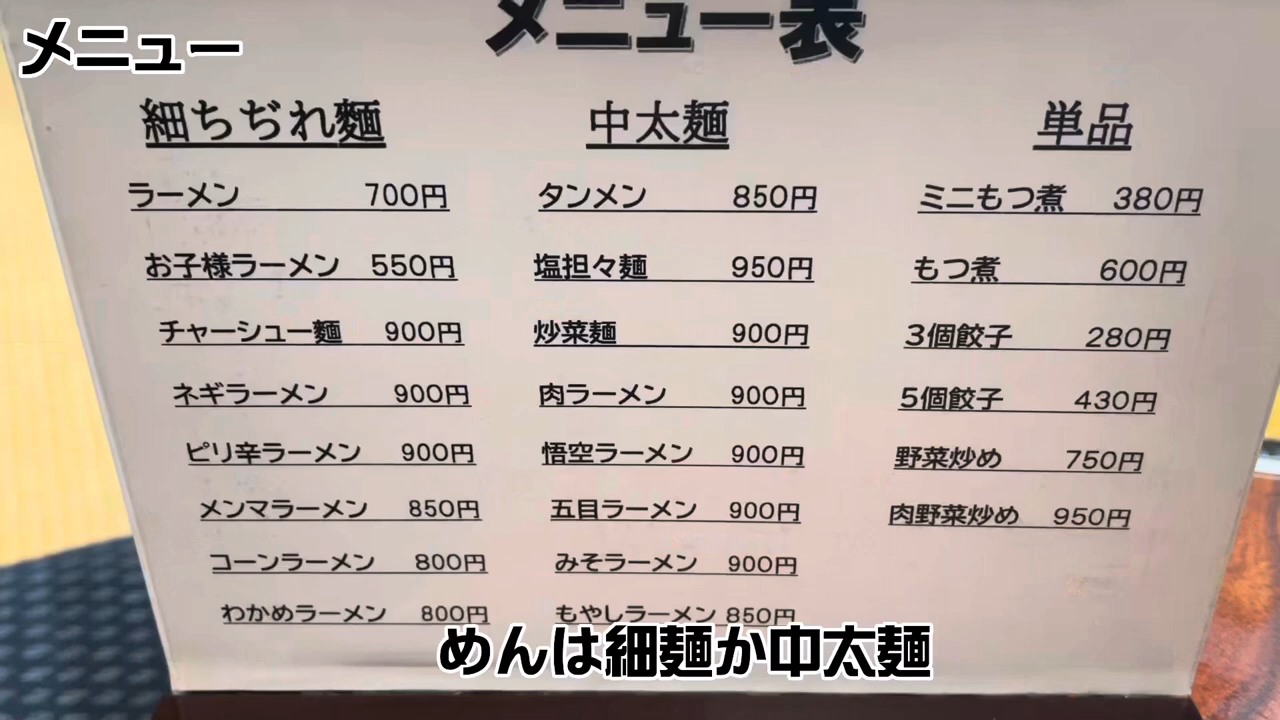 メニュー
メニュー表
細ちぢれ麵
ラーメン 700円
お子様ラーメン 550円
チャーシュー麵 900円
ネギラーメン 900円
ピリ辛ラーメン 900円
メンマラーメン 850円
コーンラーメン 800円
わかめラーメン 800円
中太麺
タンメン 850円
塩担々麺 950円
炒菜麺 900円
肉ラーメン 900円
悟空ラーメン 900円
五目ラーメン 900円
みそラーメン 900円
もやしラーメン 850円
単品
ミニもつ煮 380円
もつ煮 600円
3個餃子 280円
5個餃子 430円
野菜炒め 750円
肉野菜炒め 950円
めんは細麺か中太麺